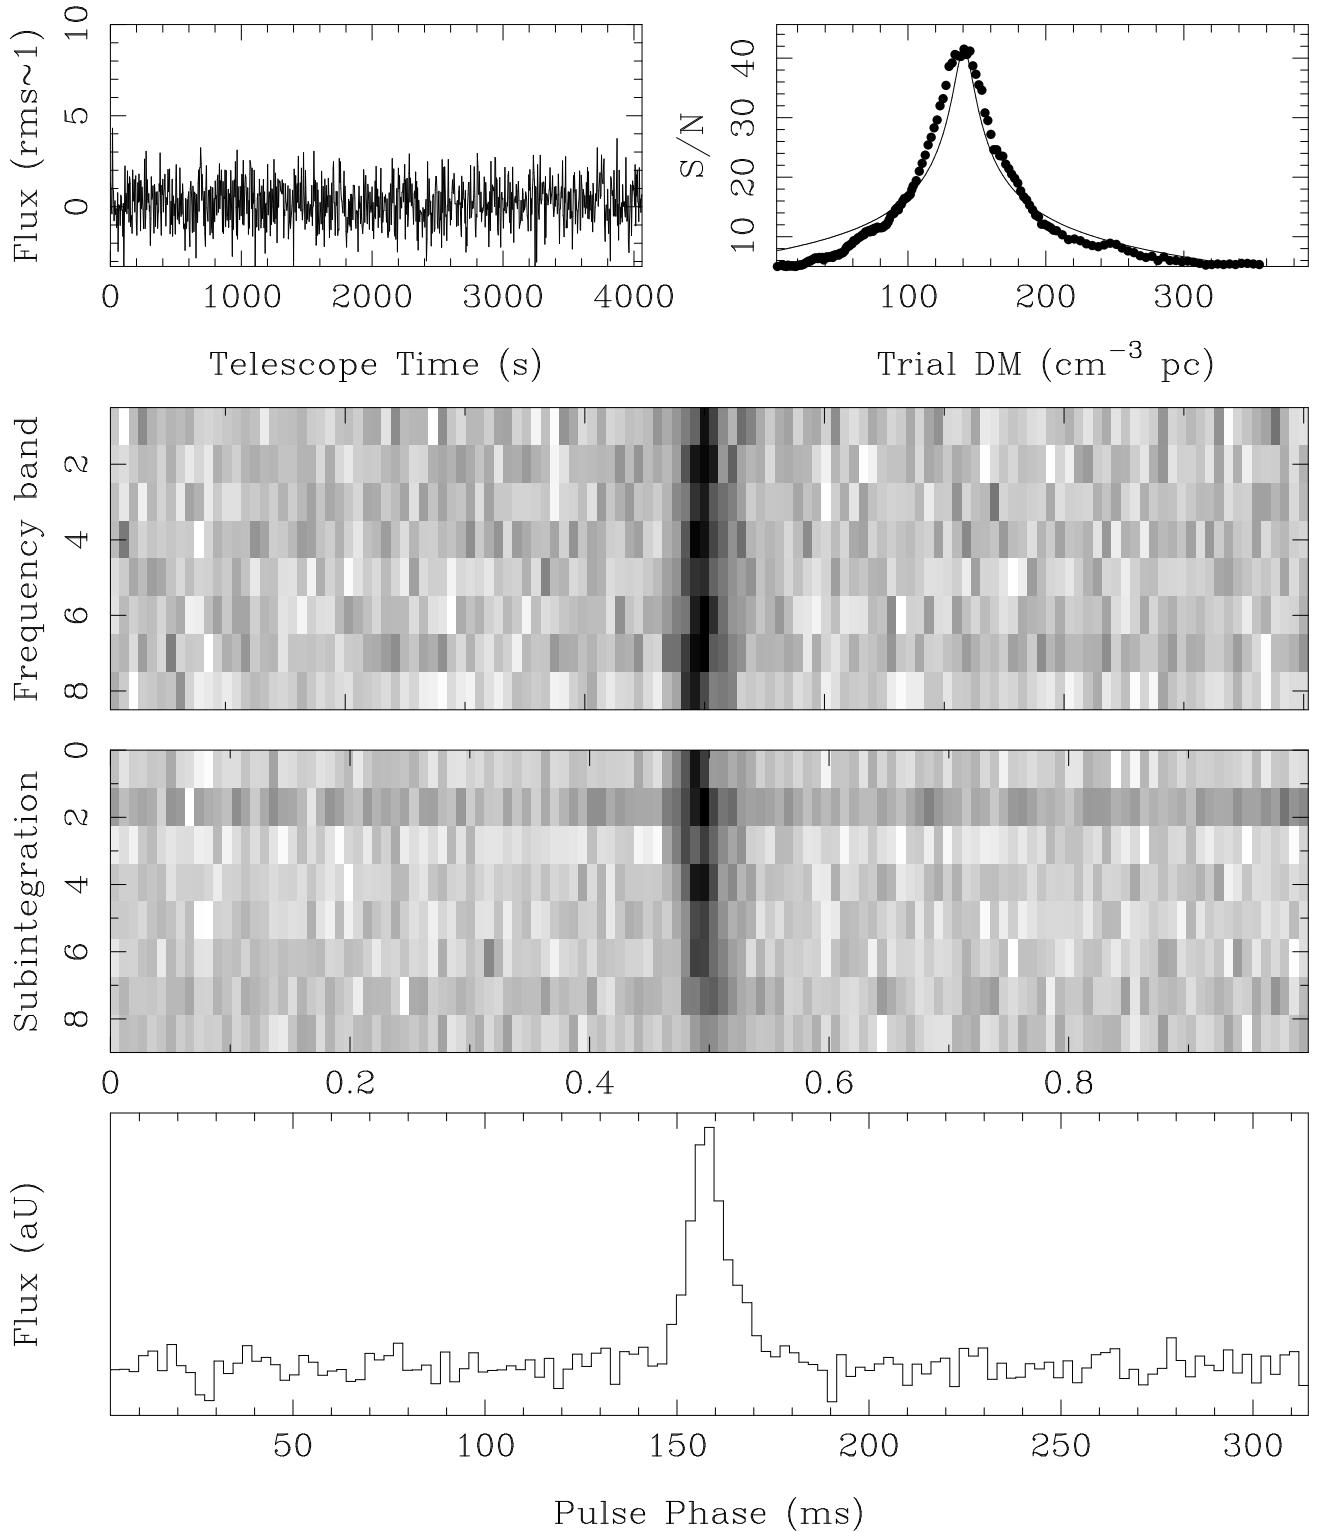 Flux (rms~1)
0 5 10
0 1000 2000 3000 4000
Telescope Time (s)
S/N
10 20 30 40
100 200 300
Trial DM (cm⁻³ pc)
Frequency band
2 4 6 8
Subintegration
0 2 4 6 8
0 0.2 0.4 0.6 0.8
Flux (aU)
50 100 150 200 250 300
Pulse Phase (ms)